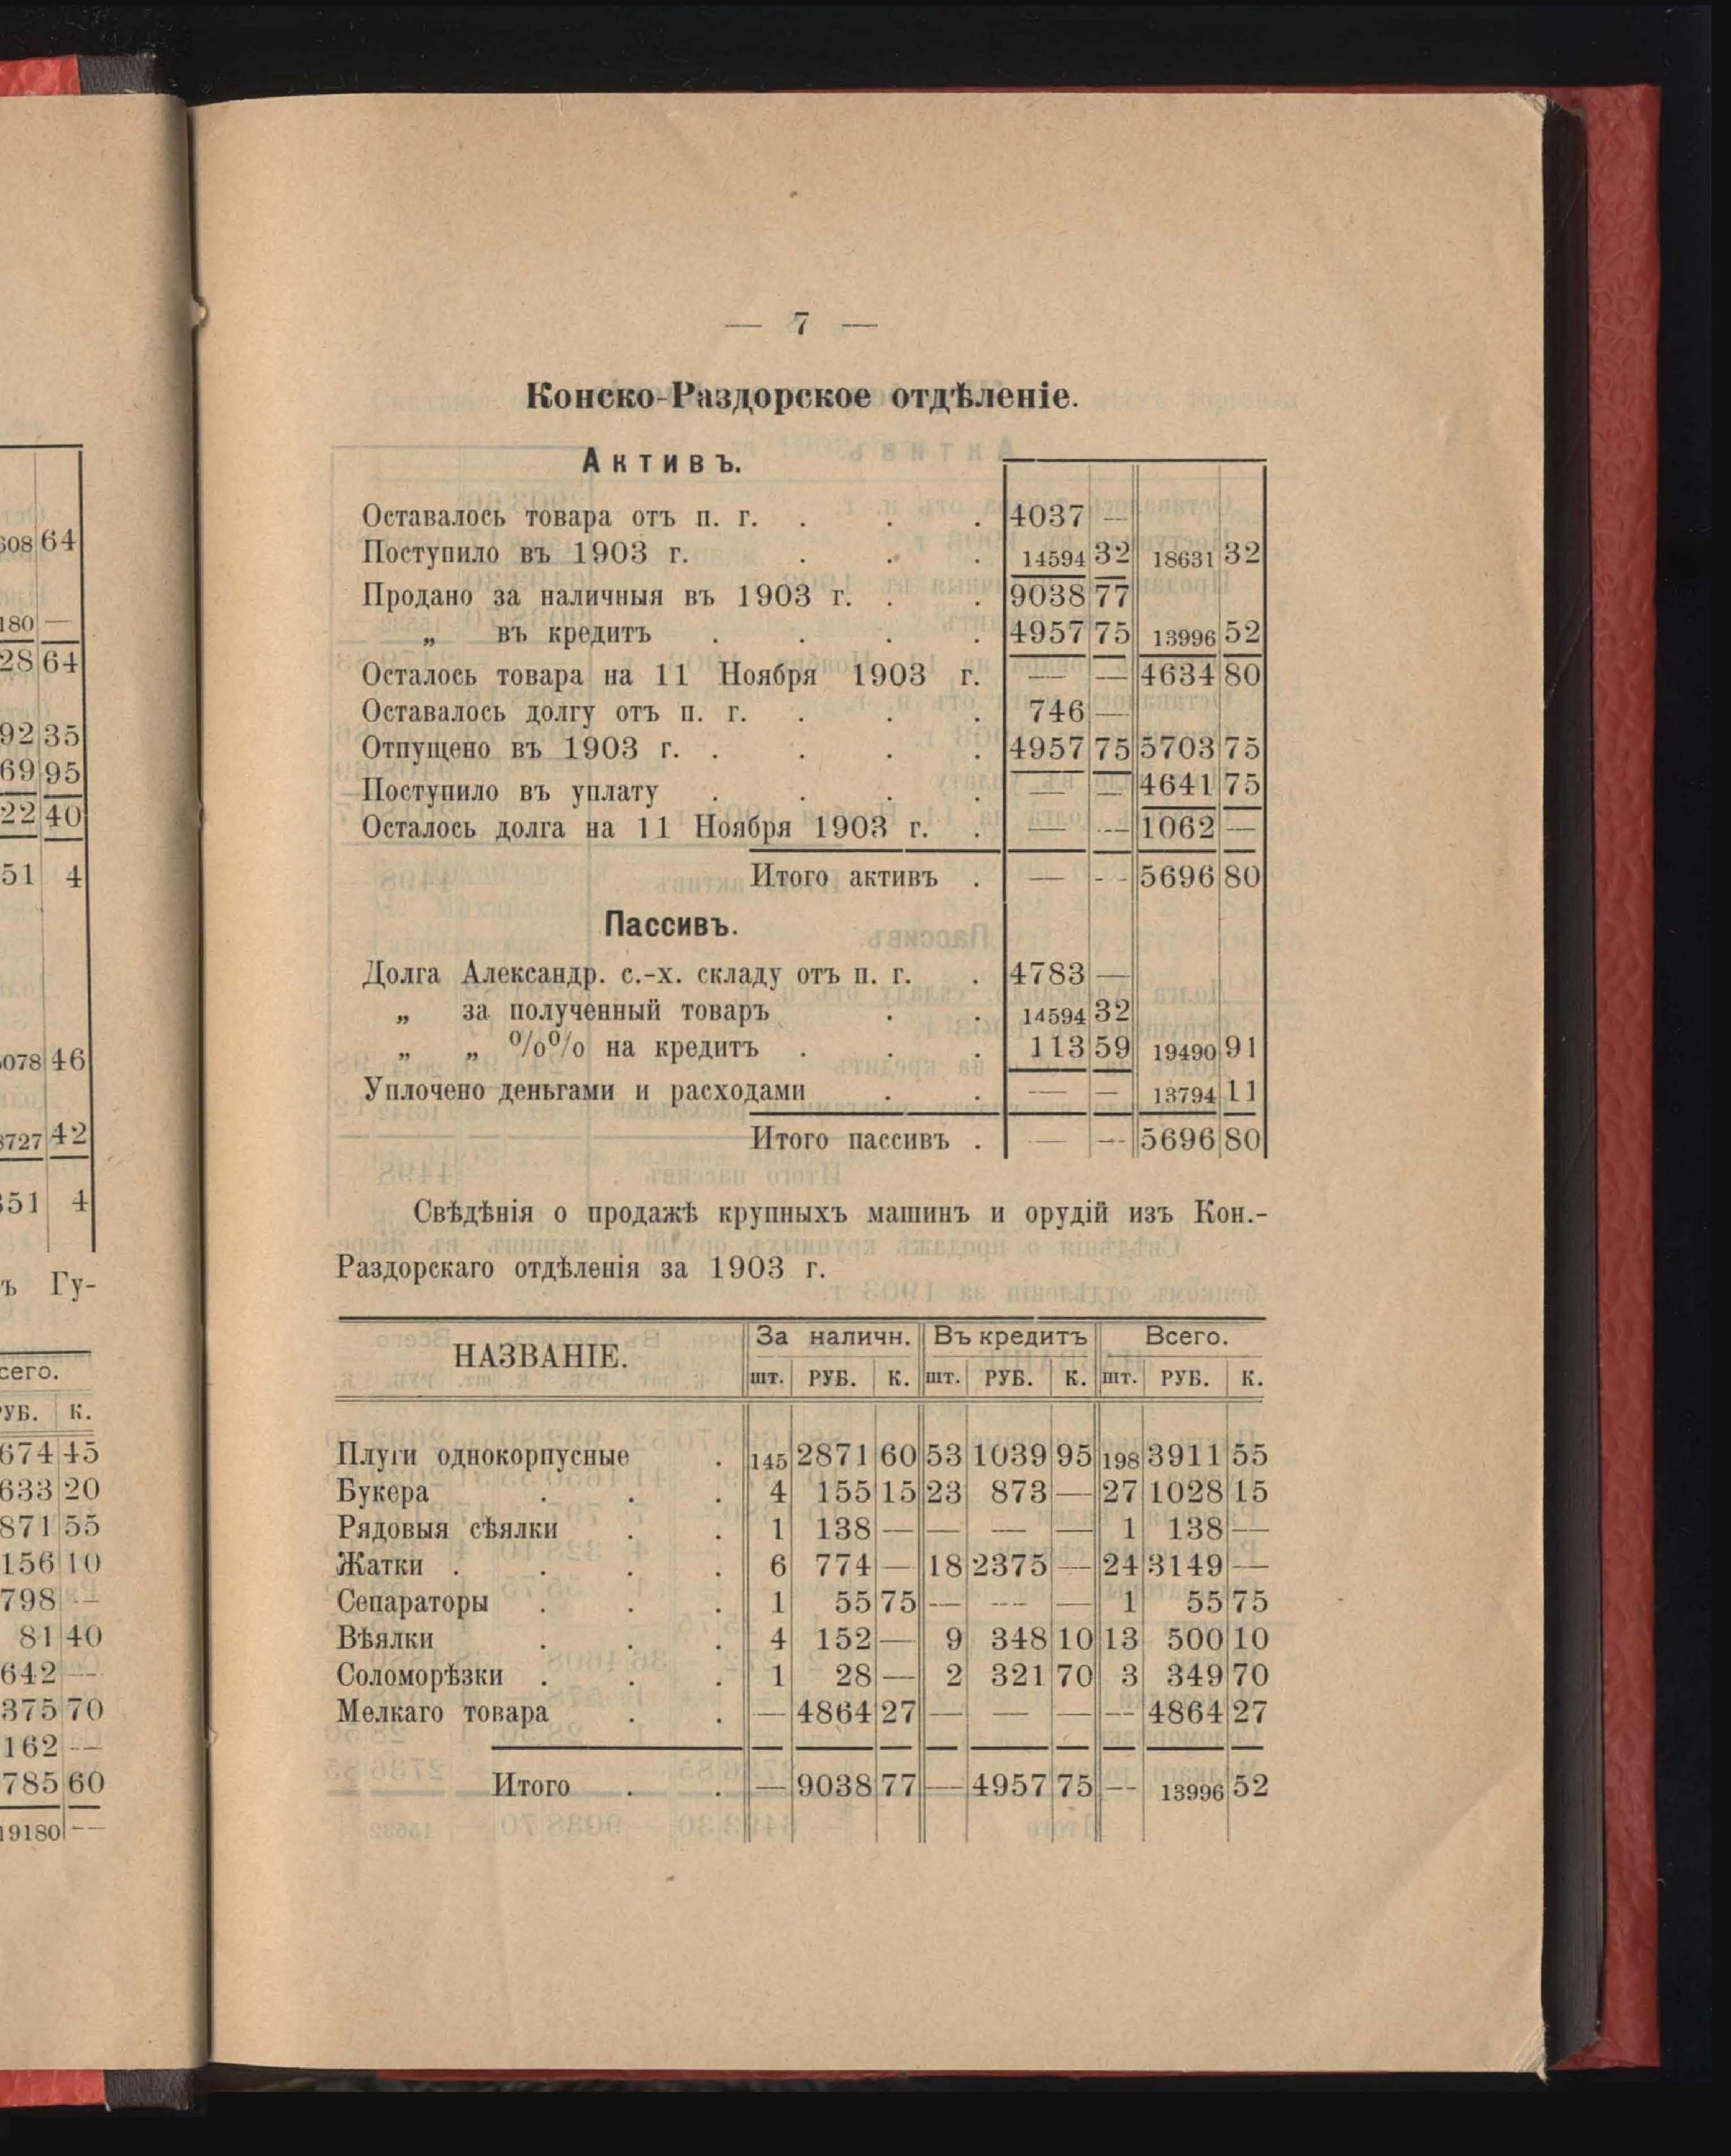 — 7 —
Конско-Раздорское отдѣленіе.
Активъ.
Оставалось товара отъ п. г. . . . 4037 —
Поступило въ 1903 г. . . . 14594 32 18631 32
Продано за наличныя въ 1903 г. . . 9038 77
„ въ кредитъ . . . . 4957 75 13996 52
Осталось товара на 11 Ноября 1903 г. — — 4634 80
Оставалось долгу отъ п. г. . . . 746 —
Отпущено въ 1903 г. . . . . 4957 75 5703 75
Поступило въ уплату . . . . — — 4641 75
Осталось долга на 11 Ноября 1903 г. . — — 1062 —
Итого активъ . — — 5696 80
Пассивъ.
Долга Александр. с.-х. складу отъ п. г. . 4783 —
„ за полученный товаръ . . 14594 32
„ „ %% на кредитъ . . . 113 59 19490 91
Уплочено деньгами и расходами . . — — 13794 11
Итого пассивъ . — — 5696 80
Свѣдѣнія о продажѣ крупныхъ машинъ и орудій изъ Кон.-
Раздорскаго отдѣленія за 1903 г.
НАЗВАНІЕ. За наличн. Въ кредитъ Всего.
шт. РУБ. К. шт. РУБ. К. шт. РУБ. К.
Плуги однокорпусные . 145 2871 60 53 1039 95 198 3911 55
Букера . . . 4 155 15 23 873 — 27 1028 15
Рядовыя сѣялки . . 1 138 — — — — 1 138 —
Жатки . . . . 6 774 — 18 2375 — 24 3149 —
Сепараторы . . . 1 55 75 — — — 1 55 75
Вѣялки . . . 4 152 — 9 348 10 13 500 10
Соломорѣзки . . . 1 28 — 2 321 70 3 349 70
Мелкаго товара . . — 4864 27 — — — — 4864 27
Итого . . — 9038 77 — 4957 75 — 13996 52